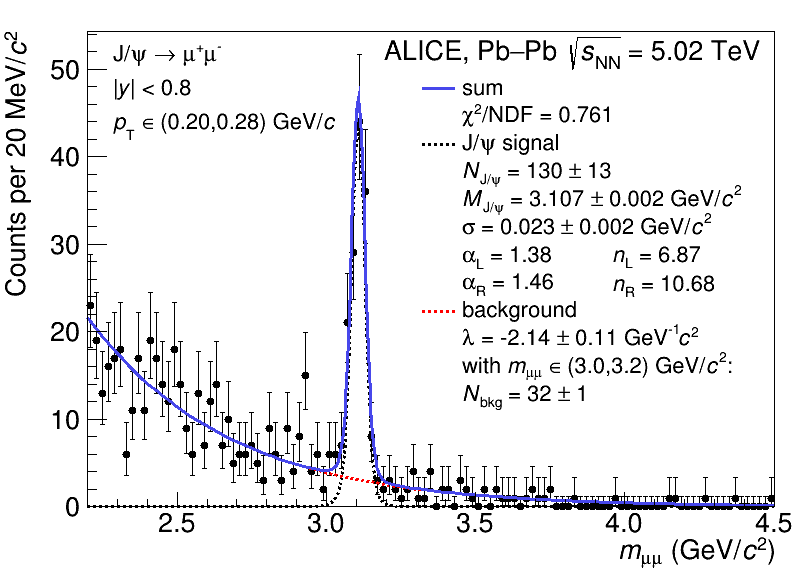 J/ψ → μ⁺μ⁻
|y| < 0.8
p_T ∈ (0.20,0.28) GeV/c
ALICE, Pb–Pb √s_NN = 5.02 TeV
sum
χ²/NDF = 0.761
J/ψ signal
N_J/ψ = 130 ± 13
M_J/ψ = 3.107 ± 0.002 GeV/c²
σ = 0.023 ± 0.002 GeV/c²
α_L = 1.38 n_L = 6.87
α_R = 1.46 n_R = 10.68
background
λ = -2.14 ± 0.11 GeV⁻¹c²
with m_μμ ∈ (3.0,3.2) GeV/c²:
N_bkg = 32 ± 1
Counts per 20 MeV/c²
50
40
30
20
10
0
2.5 3.0 3.5 4.0 4.5
m_μμ (GeV/c²)